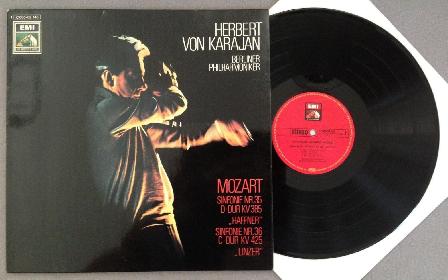 EMI
HERBERT
VON KARAJAN
BERLINER
PHILHARMONIKER
MOZART
SINFONIE NR.35
D DUR KV 385
„HAFFNER“
SINFONIE NR.36
C DUR KV 425
„LINZER“
EMI
stereo